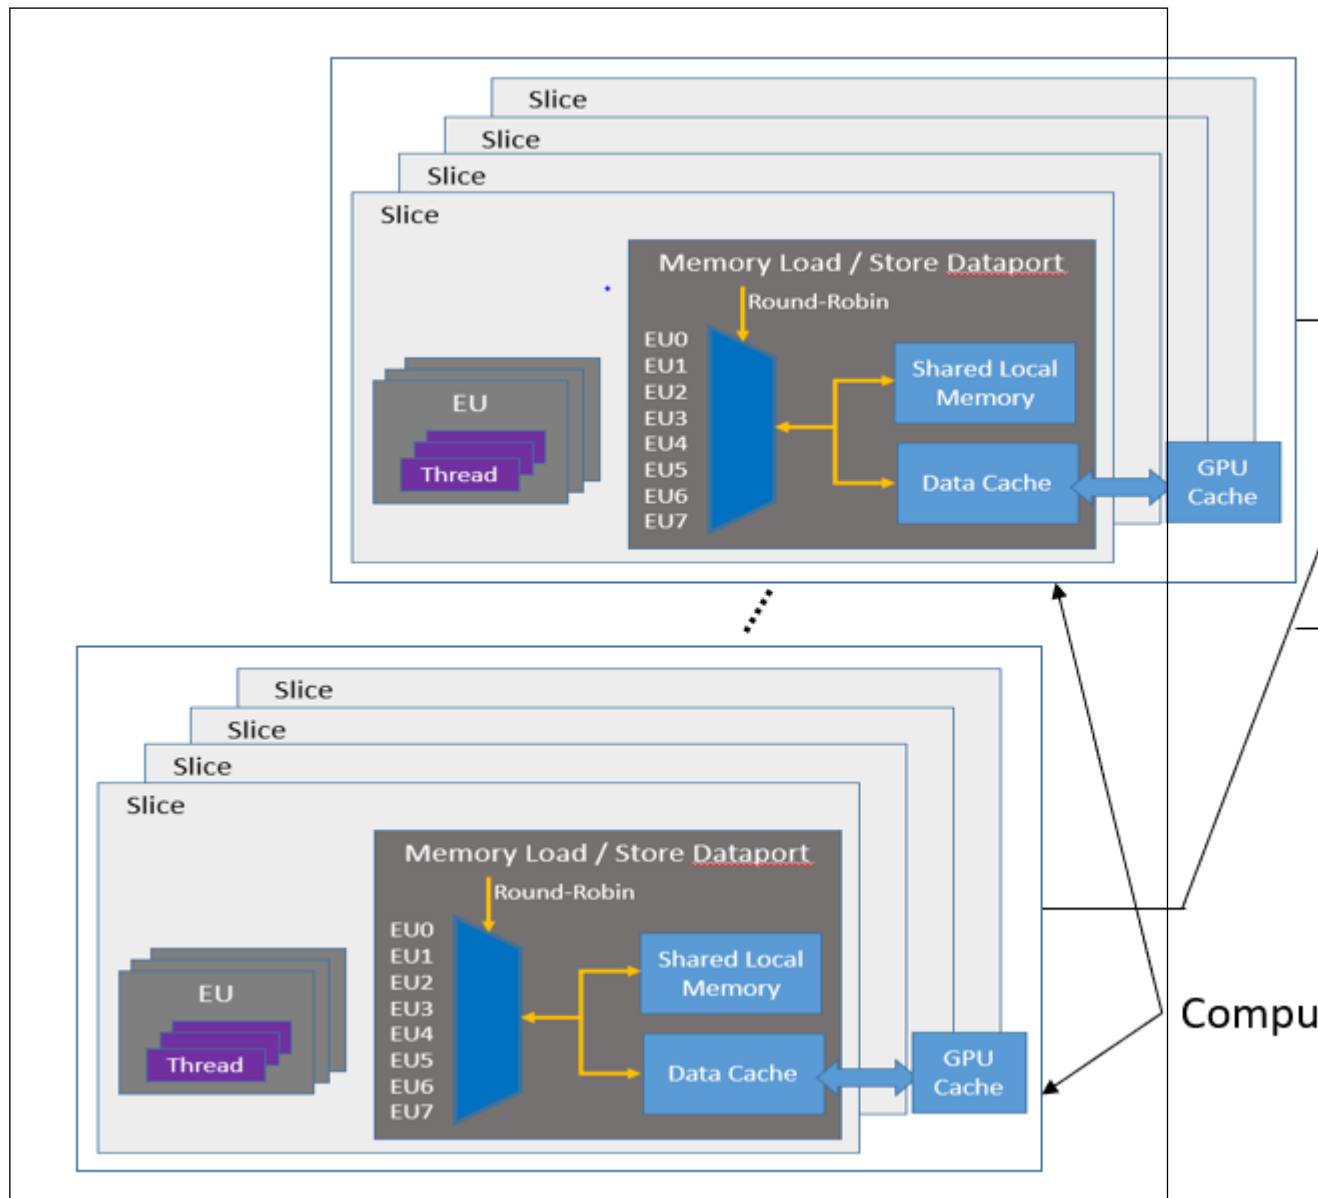 Slice
Slice
Slice
Slice
Memory Load / Store Dataport
Round-Robin
EU0
EU1
EU2
EU3
EU4
EU5
EU6
EU7
Shared Local
Memory
Data Cache
GPU
Cache
EU
Thread
Slice
Slice
Slice
Slice
Memory Load / Store Dataport
Round-Robin
EU0
EU1
EU2
EU3
EU4
EU5
EU6
EU7
Shared Local
Memory
Data Cache
GPU
Cache
EU
Thread
Compu